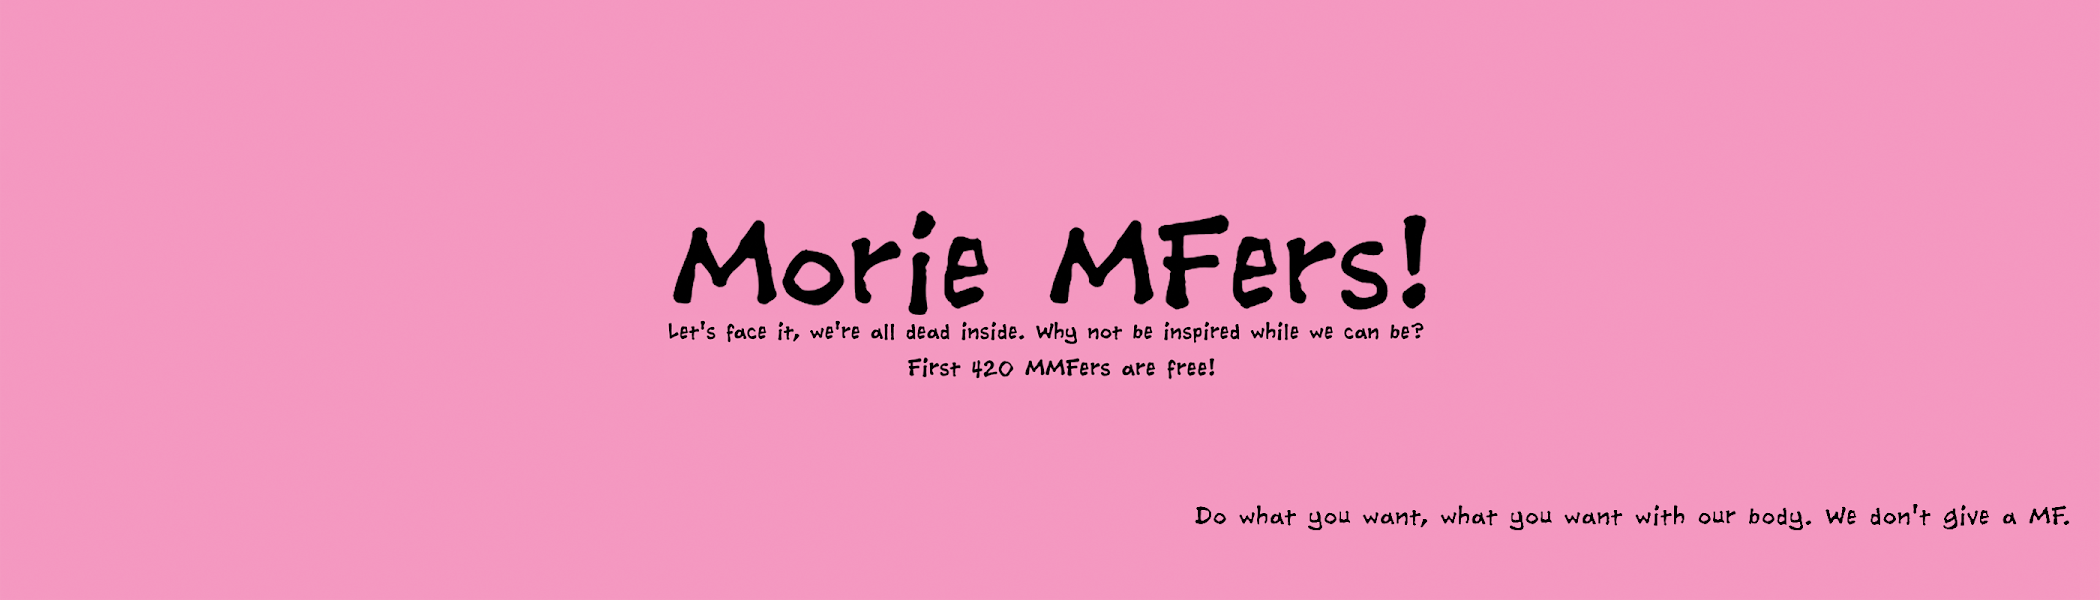 Morie MFers!
Let's face it, we're all dead inside. Why not be inspired while we can be?
First 420 MMFers are free!
Do what you want, what you want with our body. We don't give a MF.